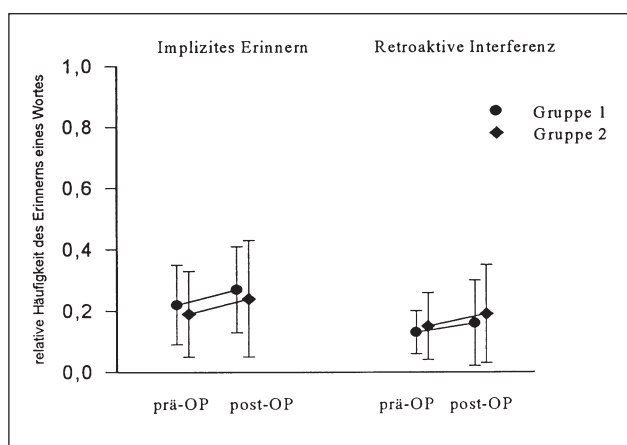 Implizites Erinnern
Retroaktive Interferenz
relative Häufigkeit des Erinnerns eines Wortes
1,0
0,8
0,6
0,4
0,2
0,0
Gruppe 1
Gruppe 2
prä-OP
post-OP
prä-OP
post-OP